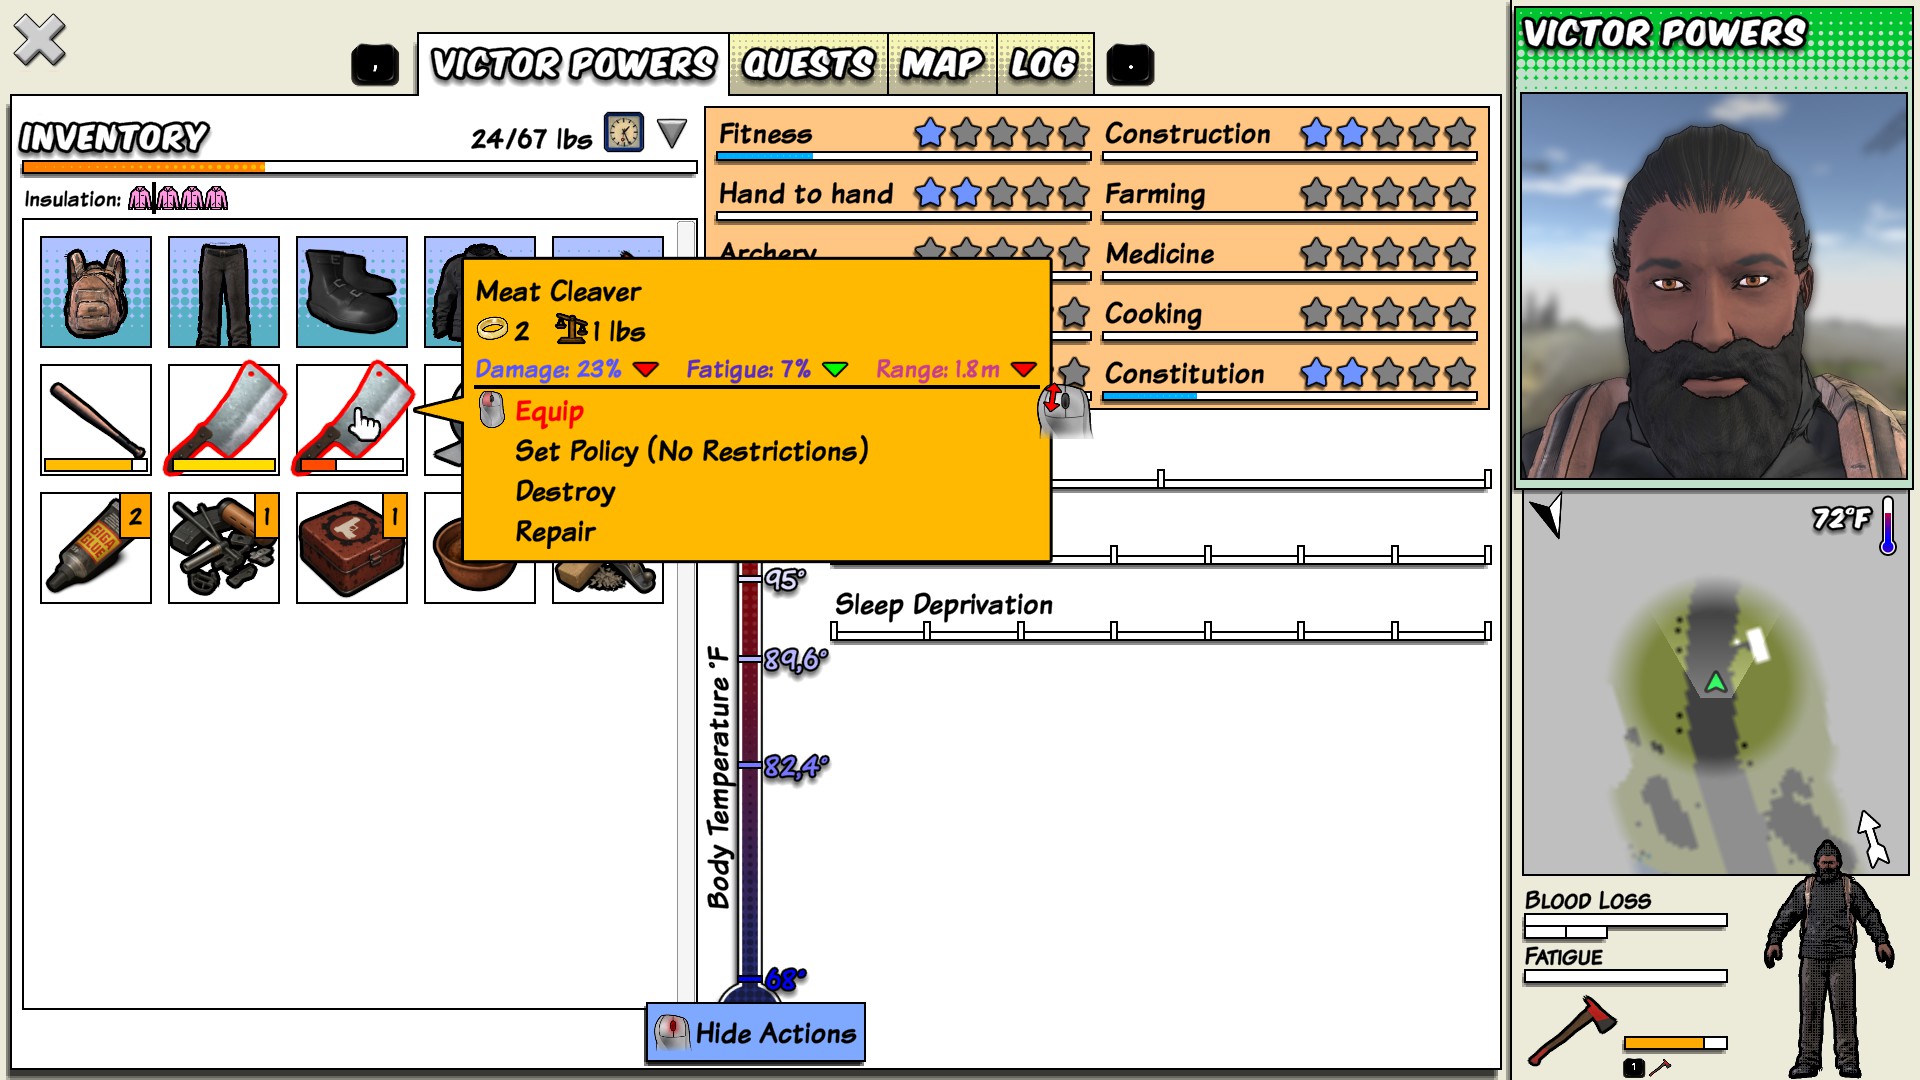 VICTOR POWERS
QUESTS
MAP
LOG
,
.
INVENTORY
24/67 lbs
Insulation:
Fitness
Construction
Hand to hand
Farming
Archery
Medicine
Cooking
Constitution
Meat Cleaver
2
1 lbs
Damage: 23%
Fatigue: 7%
Range: 1.8m
Equip
Set Policy (No Restrictions)
Destroy
Repair
2
GIGA GLUE
1
1
Sleep Deprivation
Body Temperature °F
95°
89,6°
82,4°
68°
Hide Actions
VICTOR POWERS
72°F
BLOOD LOSS
FATIGUE
1